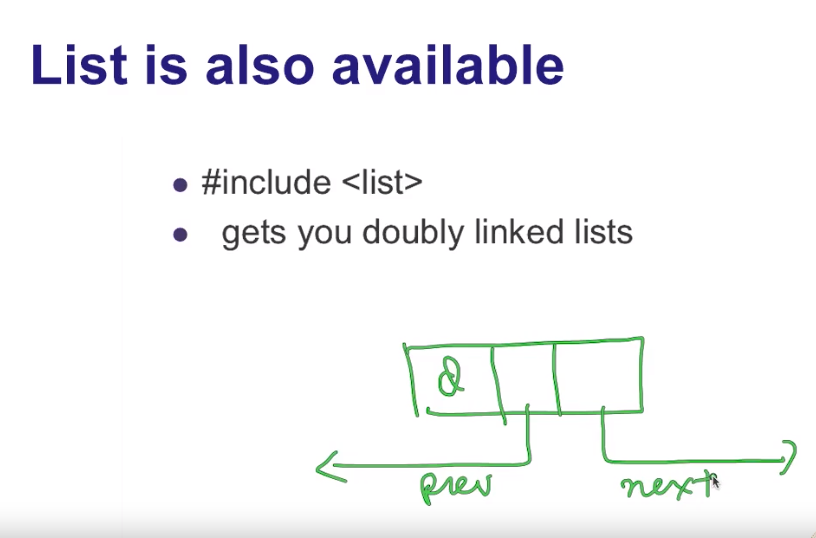 List is also available
#include <list>
gets you doubly linked lists
prev
next